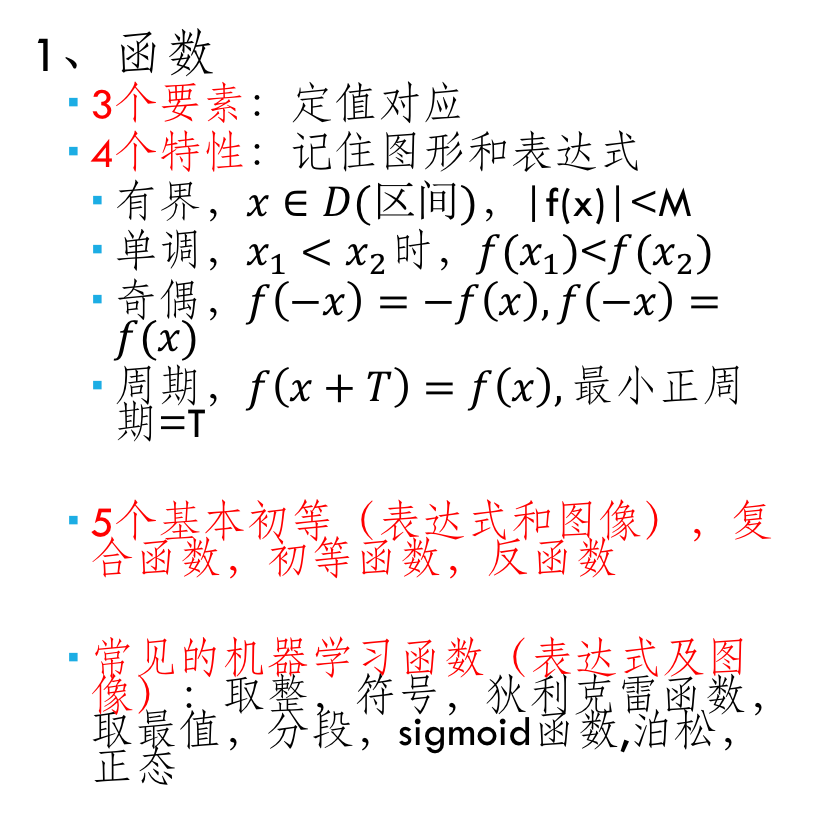 1、函数
▪ 3个要素：定值对应
▪ 4个特性：记住图形和表达式
▪ 有界，𝑥 ∈ 𝐷(区间)，|f(x)|<M
▪ 单调，𝑥₁ < 𝑥₂时，𝑓(𝑥₁)<𝑓(𝑥₂)
▪ 奇偶，𝑓(−𝑥) = −𝑓(𝑥),𝑓(−𝑥) =
𝑓(𝑥)
▪ 周期，𝑓(𝑥 + 𝑇) = 𝑓(𝑥),最小正周
期=T
▪ 5个基本初等（表达式和图像），复
合函数，初等函数，反函数
▪ 常见的机器学习函数（表达式及图
像）：取整，符号，狄利克雷函数，
取最值，分段，sigmoid函数,泊松，
正态